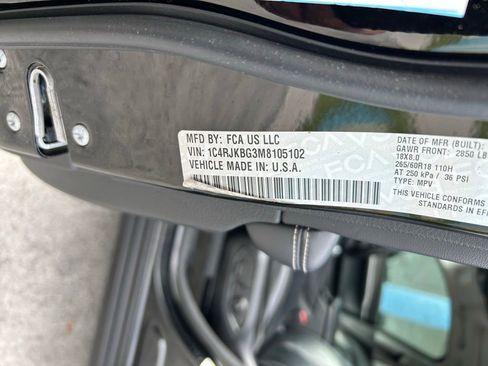 MFD BY: FCA US LLC
VIN: 1C4RJKBG3M8105102
VEHICLE MADE IN: U.S.A.
DATE OF MFR (BUILT):
GAWR FRONT: 2850 LB
18X8.0
265/60R18 110H
AT 250 kPa / 36 PSI
TYPE: MPV
THIS VEHICLE CONFORMS
STANDARDS IN EFF